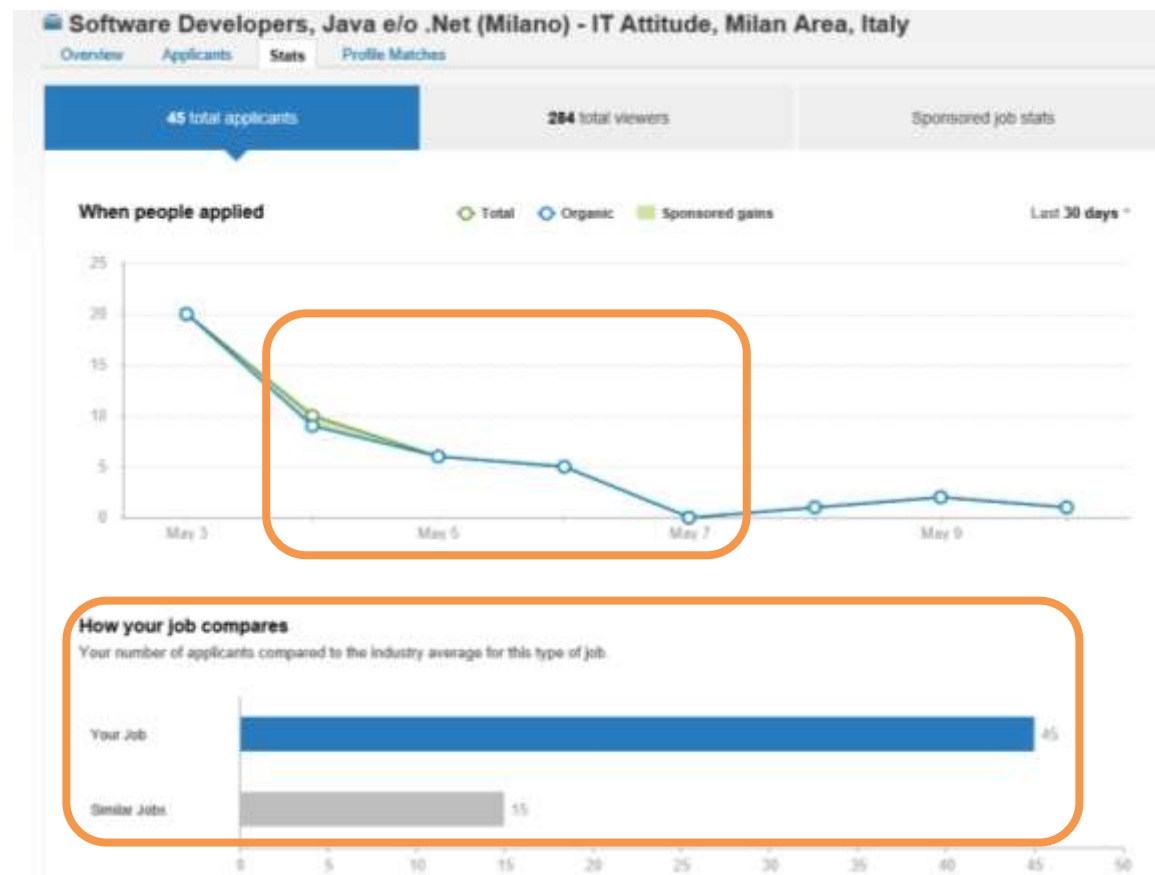 Software Developers, Java e/o .Net (Milano) - IT Attitude, Milan Area, Italy
Overview Applicants Stats Profile Matches
45 total applicants 284 total viewers Sponsored job stats
When people applied Total Organic Sponsored gains Last 30 days
25
20
15
10
5
0
May 3 May 5 May 7 May 9
How your job compares
Your number of applicants compared to the industry average for this type of job.
Your Job 45
Similar Jobs 15
0 5 10 15 20 25 30 35 40 45 50